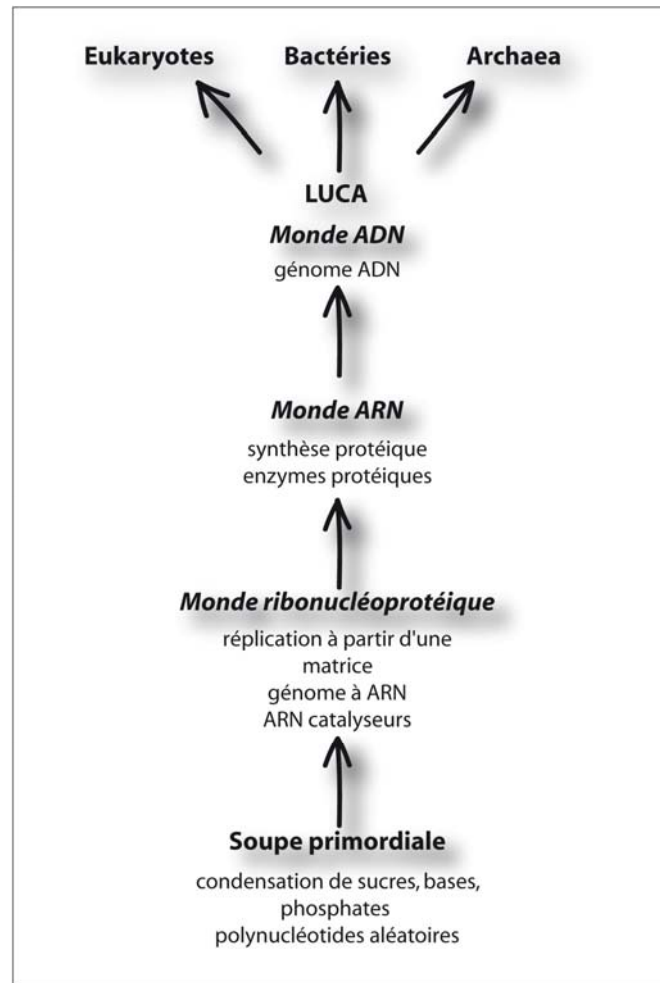 Eukaryotes Bactéries Archaea
LUCA
Monde ADN
génome ADN
Monde ARN
synthèse protéique
enzymes protéiques
Monde ribonucléoprotéique
réplication à partir d'une
matrice
génome à ARN
ARN catalyseurs
Soupe primordiale
condensation de sucres, bases,
phosphates
polynucléotides aléatoires